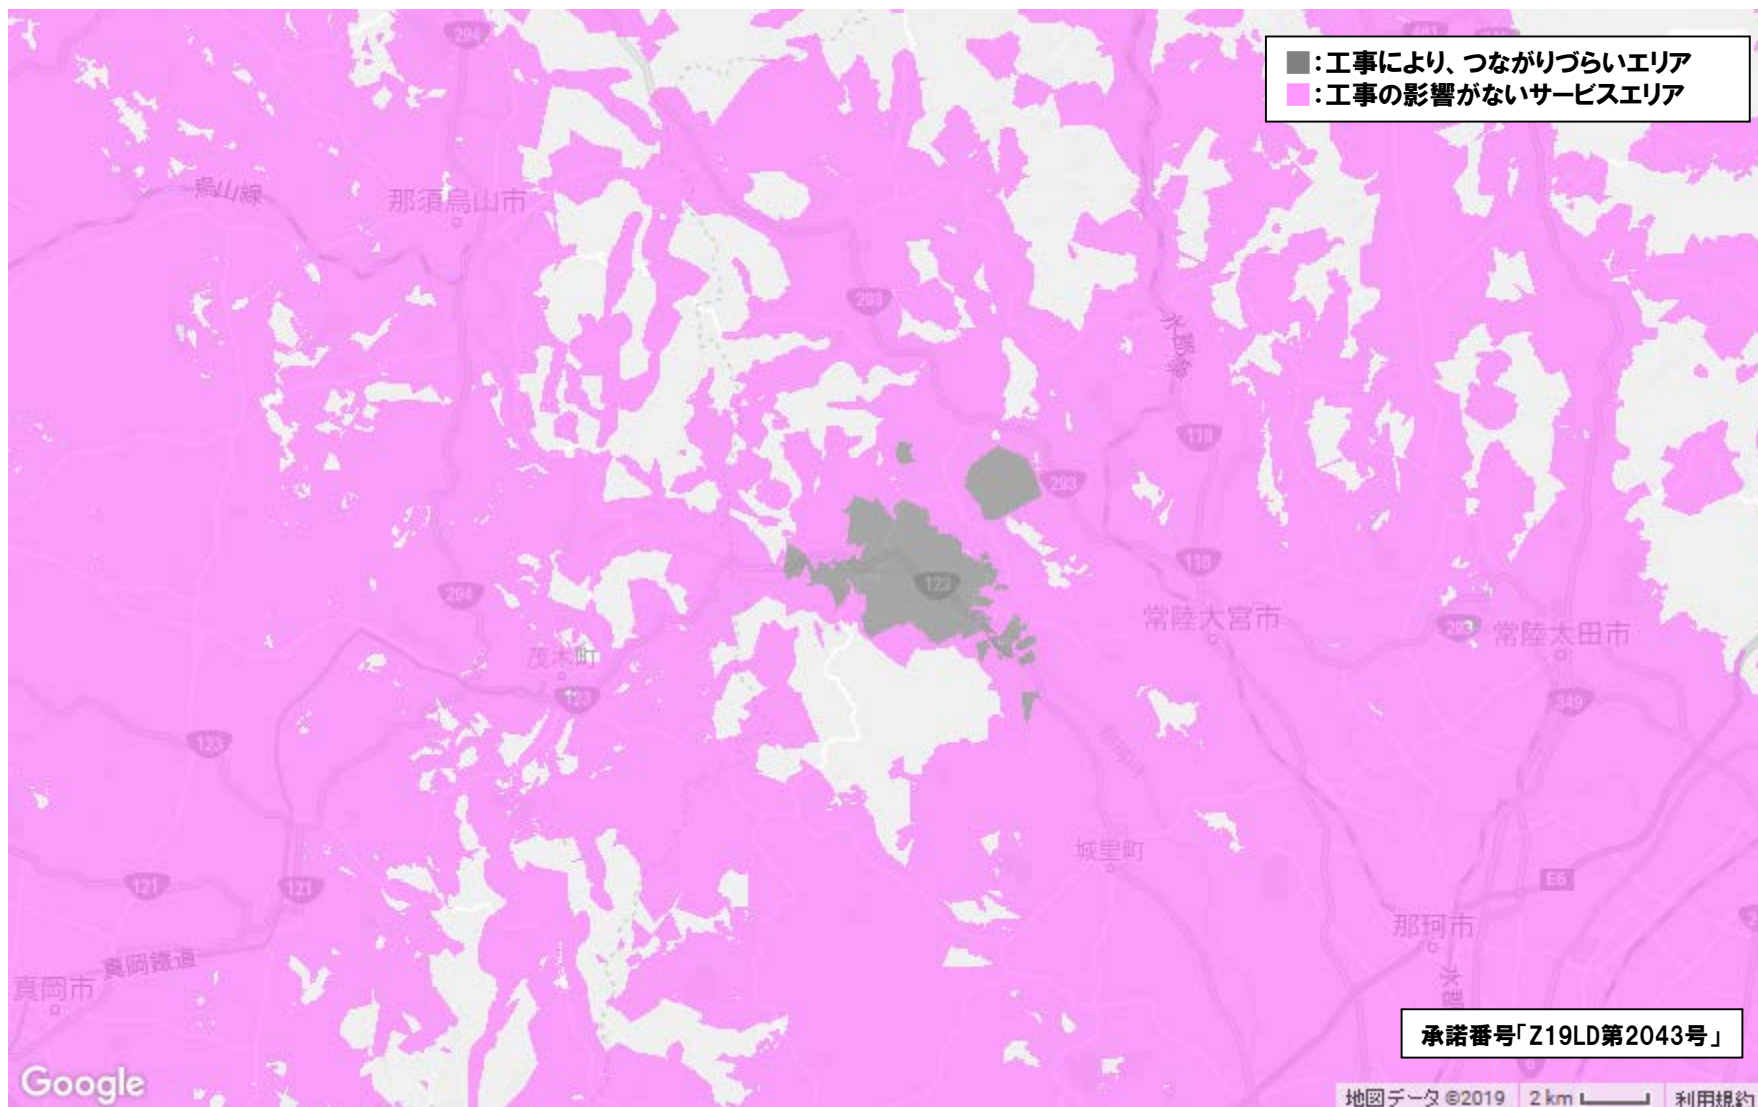 ■:工事により、つながりづらいエリア
■:工事の影響がないサービスエリア
294
烏山線
那須烏山市
293
水郡線
118
293
123
118
294
常陸大宮市
293
常陸太田市
茂木町
123
349
123
城里町
E6
121
121
那珂市
真岡鐵道
真岡市
水郡
承諾番号「Z19LD第2043号」
Google
地図データ ©2019
2 km
利用規約